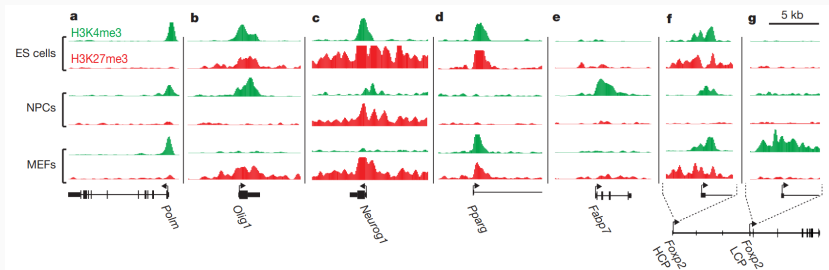 a b c d e f g 5 kb
H3K4me3
ES cells
H3K27me3
NPCs
MEFs
Polm
Olig1
Neurog1
Pparg
Fabp7
Foxp2
HCP
Foxp2
LCP